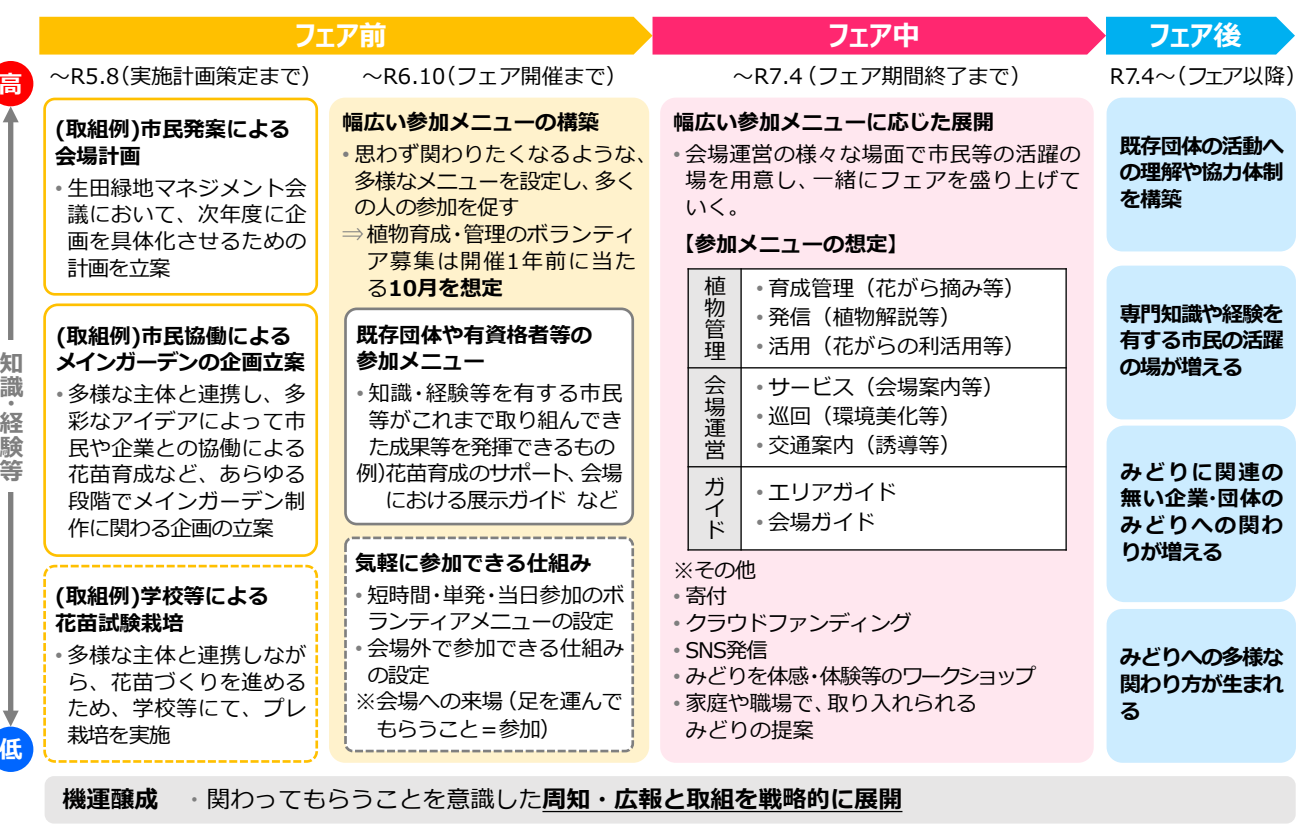 フェア前
フェア中
フェア後
～R5.8（実施計画策定まで）
～R6.10（フェア開催まで）
～R7.4（フェア期間終了まで）
R7.4～（フェア以降）
高
知識・経験等
低
(取組例)市民発案による
会場計画
・生田緑地マネジメント会
議において、次年度に企
画を具体化させるための
計画を立案
(取組例)市民協働による
メインガーデンの企画立案
・多様な主体と連携し、多
彩なアイデアによって市
民や企業との協働による
花苗育成など、あらゆる
段階でメインガーデン制
作に関わる企画の立案
(取組例)学校等による
花苗試験栽培
・多様な主体と連携しなが
ら、花苗づくりを進める
ため、学校等にて、プレ
栽培を実施
幅広い参加メニューの構築
・思わず関わりたくなるような、
多様なメニューを設定し、多く
の人の参加を促す
⇒植物育成・管理のボランティ
ア募集は開催1年前に当た
る10月を想定
既存団体や有資格者等の
参加メニュー
・知識・経験等を有する市民
等がこれまで取り組んでき
た成果等を発揮できるもの
例)花苗育成のサポート、会場
における展示ガイド など
気軽に参加できる仕組み
・短時間・単発・当日参加のボ
ランティアメニューの設定
・会場外で参加できる仕組み
の設定
※会場への来場（足を運んで
もらうこと＝参加）
幅広い参加メニューに応じた展開
・会場運営の様々な場面で市民等の活躍の
場を用意し、一緒にフェアを盛り上げて
いく。
【参加メニューの想定】
植物管理
・育成管理（花がら摘み等）
・発信（植物解説等）
・活用（花がらの利活用等）
会場運営
・サービス（会場案内等）
・巡回（環境美化等）
・交通案内（誘導等）
ガイド
・エリアガイド
・会場ガイド
※その他
・寄付
・クラウドファンディング
・SNS発信
・みどりを体感・体験等のワークショップ
・家庭や職場で、取り入れられる
みどりの提案
既存団体の活動へ
の理解や協力体制
を構築
専門知識や経験を
有する市民の活躍
の場が増える
みどりに関連の
無い企業・団体の
みどりへの関わ
りが増える
みどりへの多様な
関わり方が生まれ
る
機運醸成 ・関わってもらうことを意識した周知・広報と取組を戦略的に展開